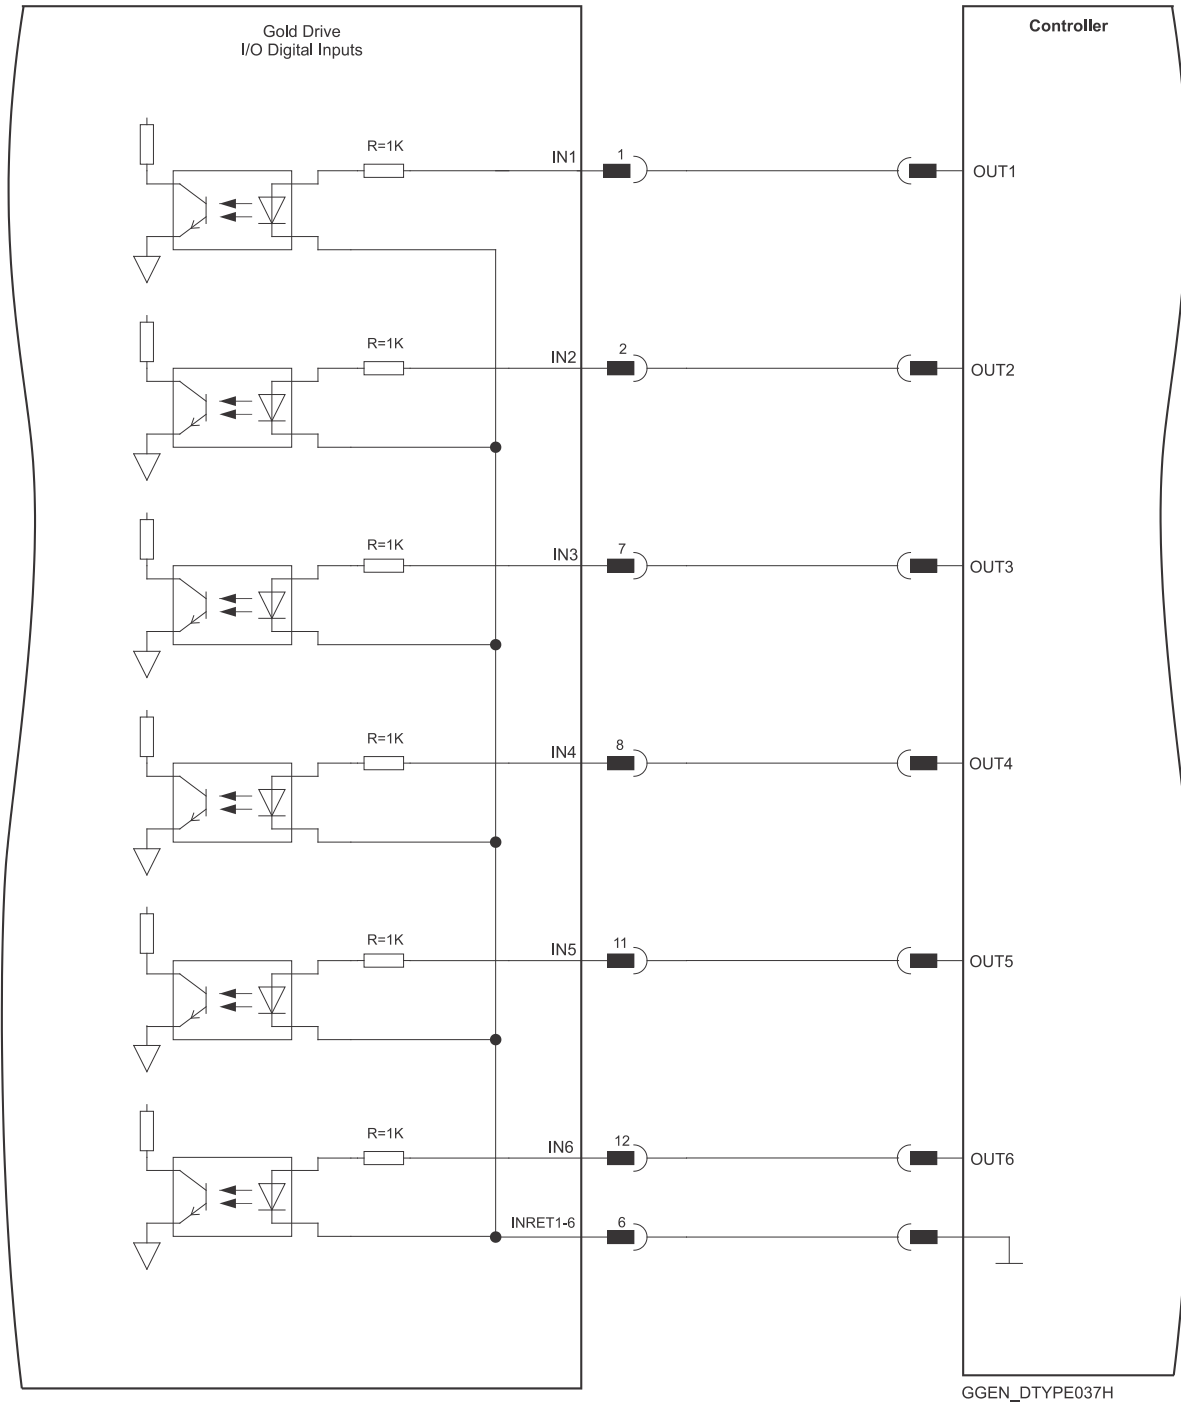 Gold Drive
I/O Digital Inputs
Controller
R=1K
IN1
1
OUT1
R=1K
IN2
2
OUT2
R=1K
IN3
7
OUT3
R=1K
IN4
8
OUT4
R=1K
IN5
11
OUT5
R=1K
IN6
12
OUT6
INRET1-6
6
GGEN_DTYPE037H